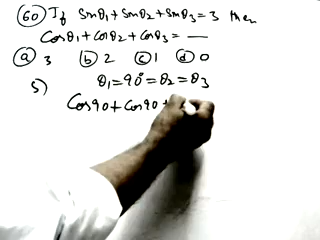 (60) If Sinθ₁ + Sinθ₂ + Sinθ₃ = 3 then
Cosθ₁ + Cosθ₂ + Cosθ₃ = —
(a) 3 (b) 2 (c) 1 (d) 0
S) θ₁ = 90° = θ₂ = θ₃
Cos90 + Cos90 +